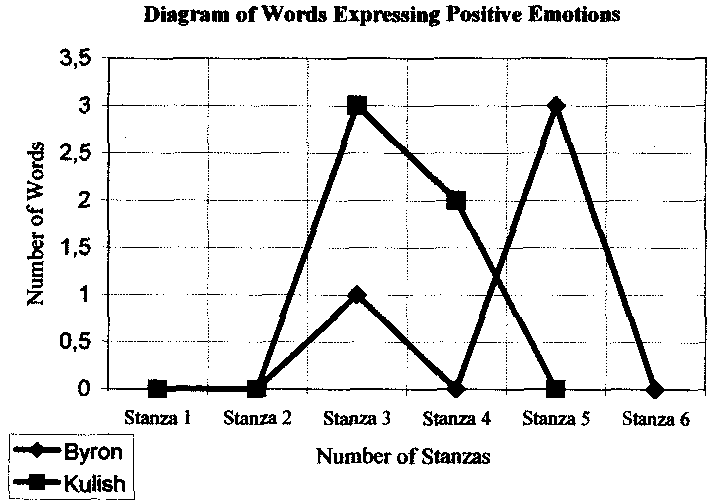 Diagram of Words Expressing Positive Emotions
3,5
3
2,5
2
1,5
1
0,5
0
Number of Words
Stanza 1 Stanza 2 Stanza 3 Stanza 4 Stanza 5 Stanza 6
Number of Stanzas
Byron
Kulish